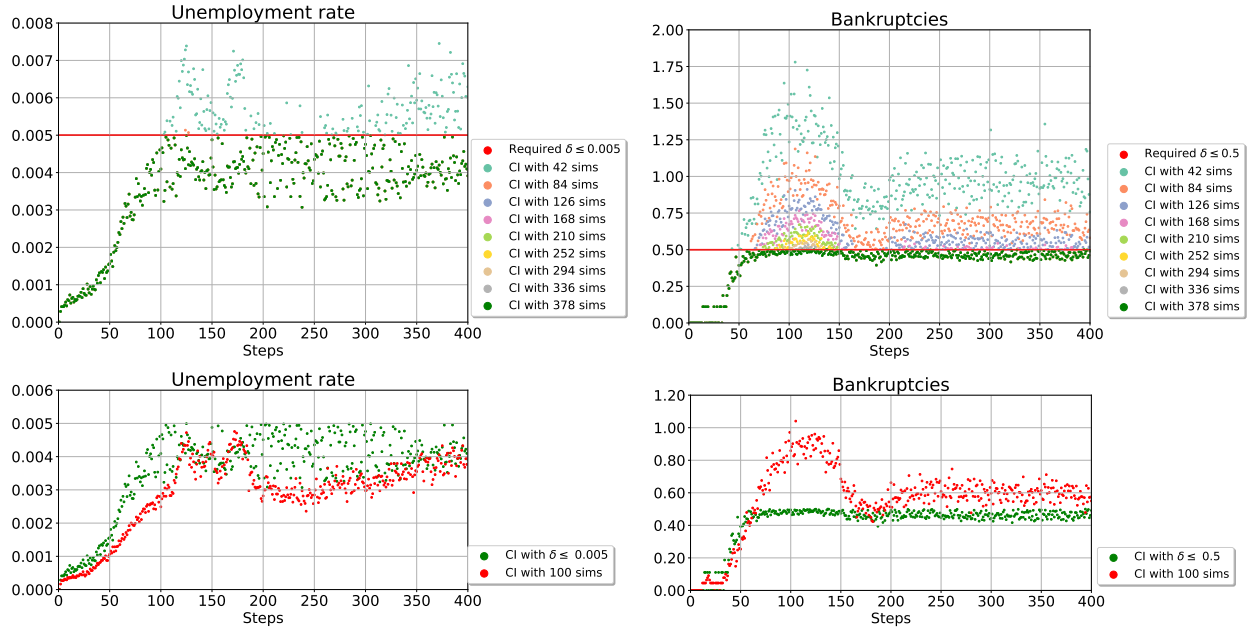 Unemployment rate
0.008
0.007
0.006
0.005
0.004
0.003
0.002
0.001
0.000
0 50 100 150 200 250 300 350 400
Steps
Required δ ≤ 0.005
CI with 42 sims
CI with 84 sims
CI with 126 sims
CI with 168 sims
CI with 210 sims
CI with 252 sims
CI with 294 sims
CI with 336 sims
CI with 378 sims
Bankruptcies
2.00
1.75
1.50
1.25
1.00
0.75
0.50
0.25
0.00
0 50 100 150 200 250 300 350 400
Steps
Required δ ≤ 0.5
CI with 42 sims
CI with 84 sims
CI with 126 sims
CI with 168 sims
CI with 210 sims
CI with 252 sims
CI with 294 sims
CI with 336 sims
CI with 378 sims
Unemployment rate
0.006
0.005
0.004
0.003
0.002
0.001
0.000
0 50 100 150 200 250 300 350 400
Steps
CI with δ ≤ 0.005
CI with 100 sims
Bankruptcies
1.20
1.00
0.80
0.60
0.40
0.20
0.00
0 50 100 150 200 250 300 350 400
Steps
CI with δ ≤ 0.5
CI with 100 sims